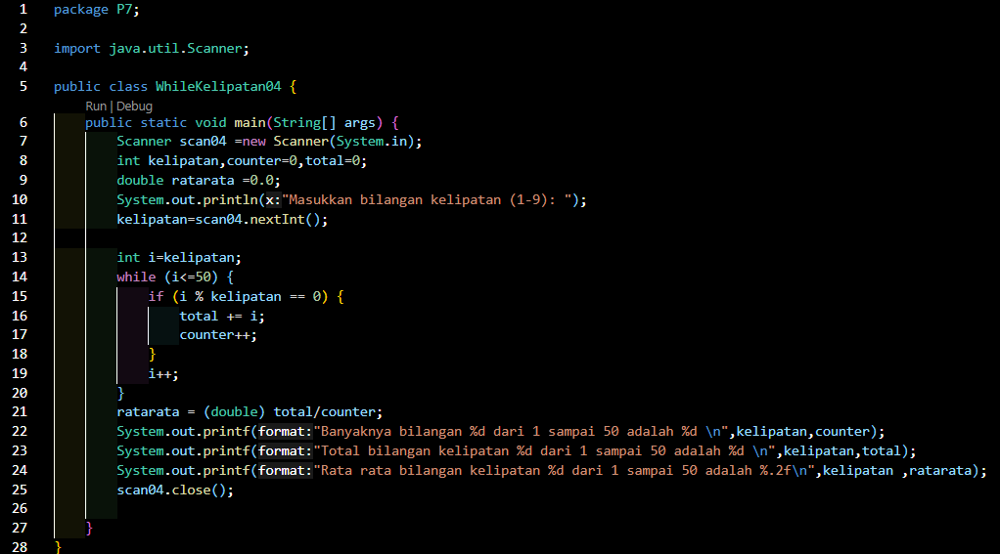 1 package P7;
2
3 import java.util.Scanner;
4
5 public class WhileKelipatan04 {
Run | Debug
6 public static void main(String[] args) {
7 Scanner scan04 =new Scanner(System.in);
8 int kelipatan,counter=0,total=0;
9 double ratarata =0.0;
10 System.out.println(x:"Masukkan bilangan kelipatan (1-9): ");
11 kelipatan=scan04.nextInt();
12
13 int i=kelipatan;
14 while (i<=50) {
15 if (i % kelipatan == 0) {
16 total += i;
17 counter++;
18 }
19 i++;
20 }
21 ratarata = (double) total/counter;
22 System.out.printf(format:"Banyaknya bilangan %d dari 1 sampai 50 adalah %d \n",kelipatan,counter);
23 System.out.printf(format:"Total bilangan kelipatan %d dari 1 sampai 50 adalah %d \n",kelipatan,total);
24 System.out.printf(format:"Rata rata bilangan kelipatan %d dari 1 sampai 50 adalah %.2f\n",kelipatan ,ratarata);
25 scan04.close();
26
27 }
28 }